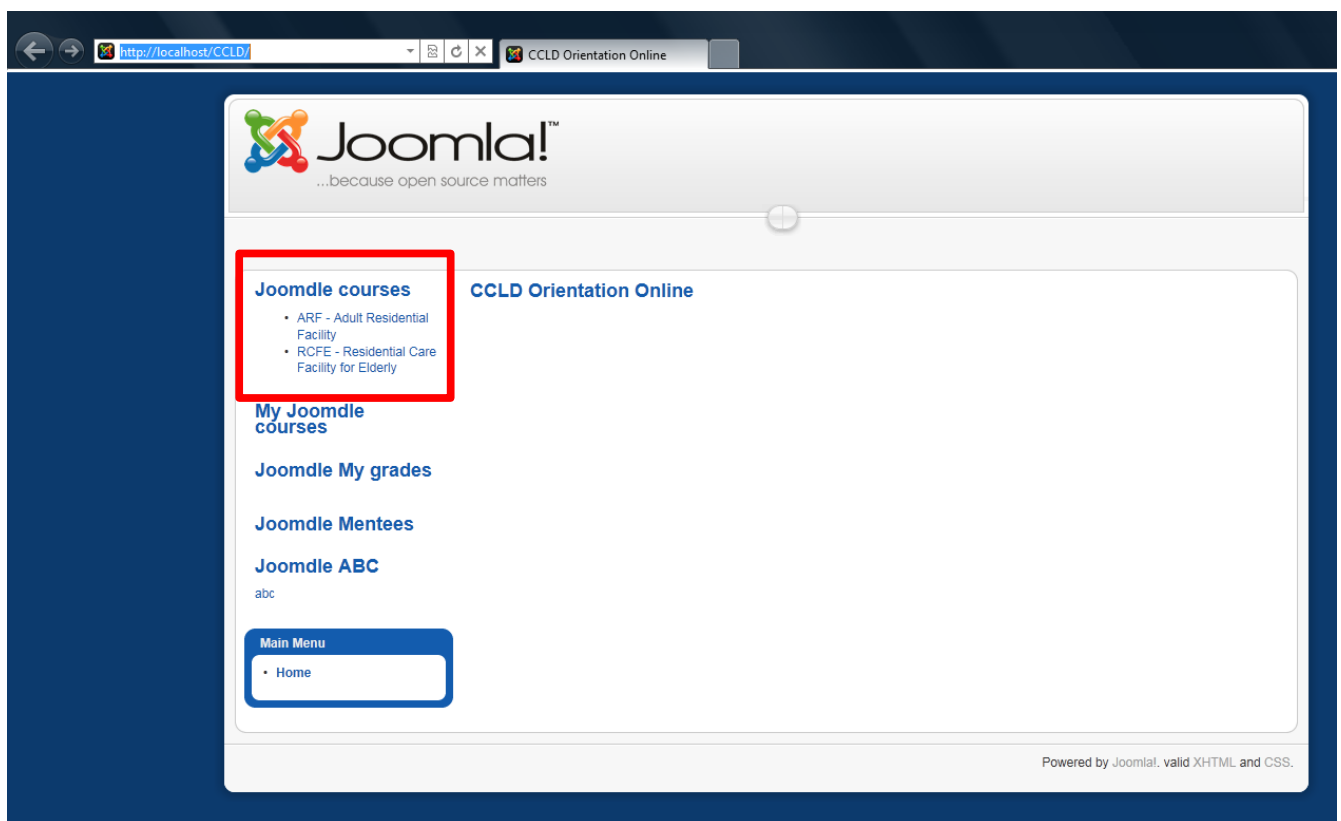 http://localhost/CCLD/
CCLD Orientation Online
Joomla!™
...because open source matters
Joomdle courses
• ARF - Adult Residential
Facility
• RCFE - Residential Care
Facility for Elderly
CCLD Orientation Online
My Joomdle
courses
Joomdle My grades
Joomdle Mentees
Joomdle ABC
abc
Main Menu
• Home
Powered by Joomla!. valid XHTML and CSS.